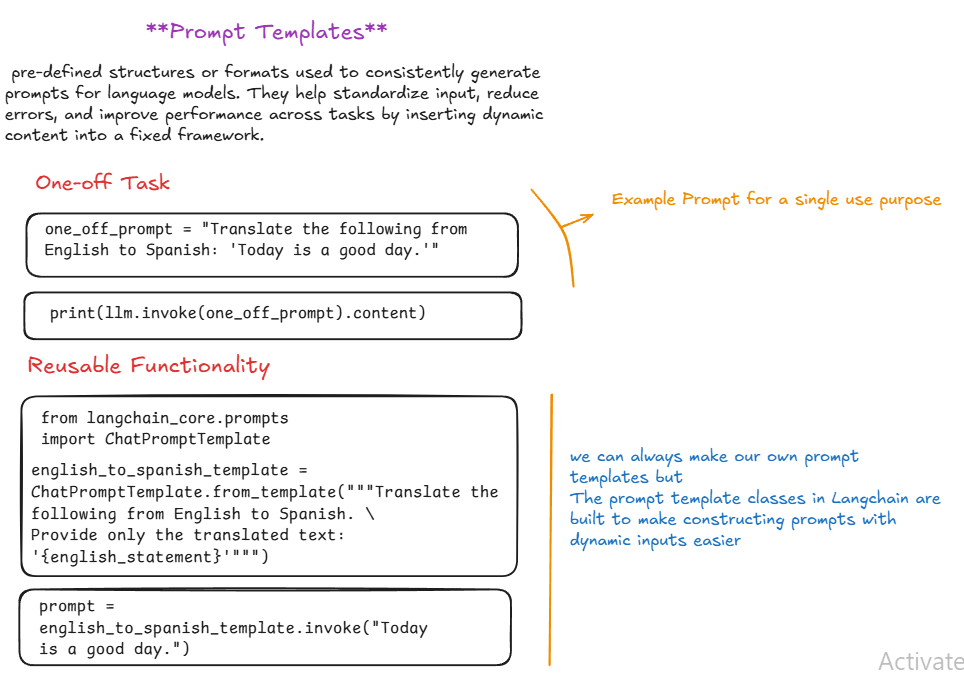 **Prompt Templates**
pre-defined structures or formats used to consistently generate
prompts for language models. They help standardize input, reduce
errors, and improve performance across tasks by inserting dynamic
content into a fixed framework.
One-off Task
Example Prompt for a single use purpose
one_off_prompt = "Translate the following from
English to Spanish: 'Today is a good day.'"
print(llm.invoke(one_off_prompt).content)
Reusable Functionality
from langchain_core.prompts
import ChatPromptTemplate
english_to_spanish_template =
ChatPromptTemplate.from_template("""Translate the
following from English to Spanish. \
Provide only the translated text:
'{english_statement}'""")
we can always make our own prompt
templates but
The prompt template classes in Langchain are
built to make constructing prompts with
dynamic inputs easier
prompt =
english_to_spanish_template.invoke("Today
is a good day.")
Activate